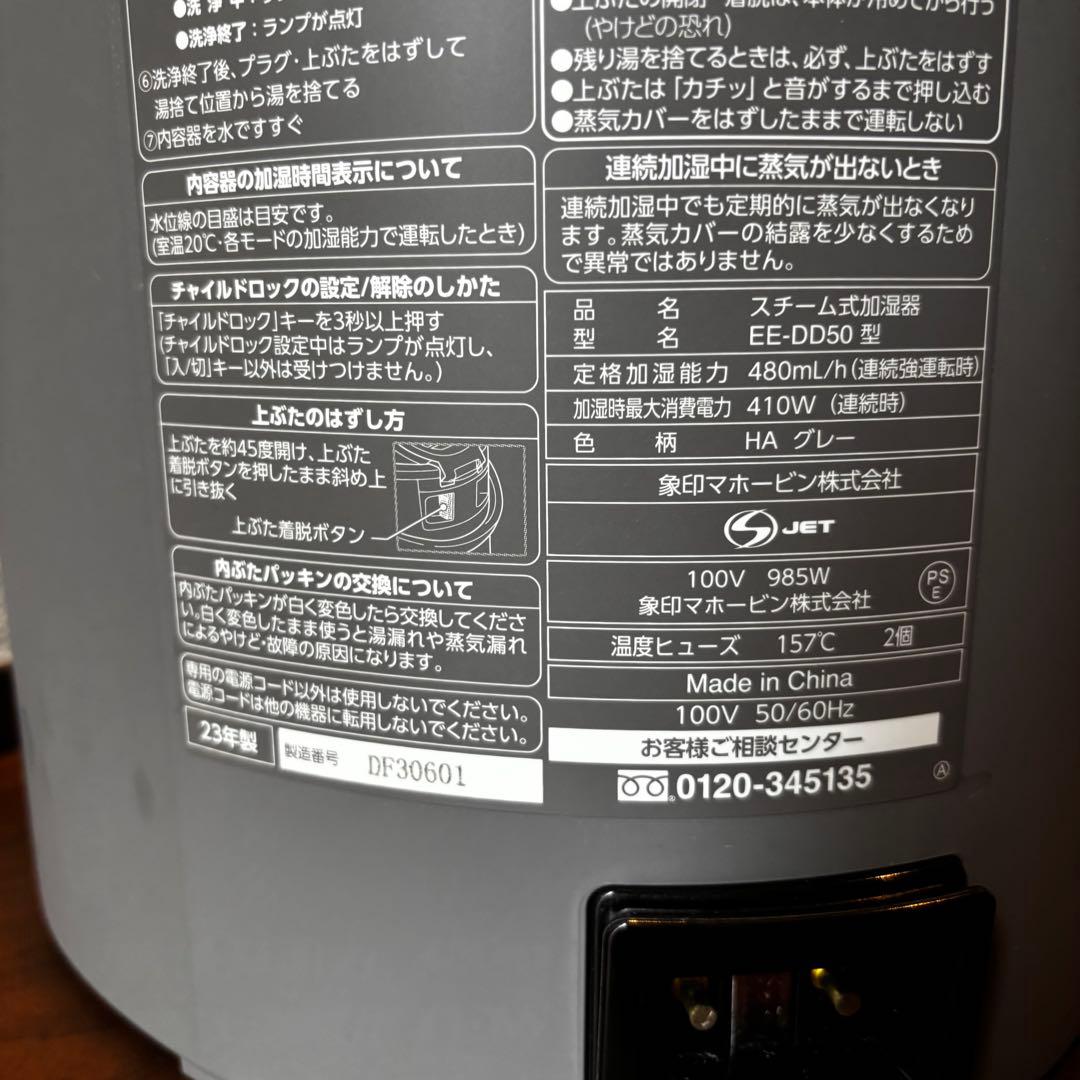 ●洗浄中：ラン
●洗浄終了：ランプが点灯
⑥洗浄終了後、プラグ・上ぶたをはずして
湯捨て位置から湯を捨てる
⑦内容器を水ですすぐ
内容器の加湿時間表示について
水位線の目盛は目安です。
(室温20℃・各モードの加湿能力で運転したとき)
チャイルドロックの設定/解除のしかた
「チャイルドロック」キーを3秒以上押す
(チャイルドロック設定中はランプが点灯し、
「入/切」キー以外は受けつけません。)
上ぶたのはずし方
上ぶたを約45度開け、上ぶた
着脱ボタンを押したまま斜め上
に引き抜く
上ぶた着脱ボタン
内ぶたパッキンの交換について
内ぶたパッキンが白く変色したら交換してくださ
い。白く変色したまま使うと湯漏れや蒸気漏れ
によるやけど・故障の原因になります。
専用の電源コード以外は使用しないでください。
電源コードは他の機器に転用しないでください。
23年製
製造番号 DF30601
●上ぶたの開閉・着脱は、本体が冷めてから行う
(やけどの恐れ)
●残り湯を捨てるときは、必ず、上ぶたをはずす
●上ぶたは「カチッ」と音がするまで押し込む
●蒸気カバーをはずしたままで運転しない
連続加湿中に蒸気が出ないとき
連続加湿中でも定期的に蒸気が出なくなり
ます。蒸気カバーの結露を少なくするため
で異常ではありません。
品名 スチーム式加湿器
型名 EE-DD50 型
定格加湿能力 480mL/h(連続強運転時)
加湿時最大消費電力 410W (連続時)
色柄 HA グレー
象印マホービン株式会社
JET
100V 985W
象印マホービン株式会社
PS
E
温度ヒューズ 157℃ 2個
Made in China
100V 50/60Hz
お客様ご相談センター
0120-345135
Ⓐ